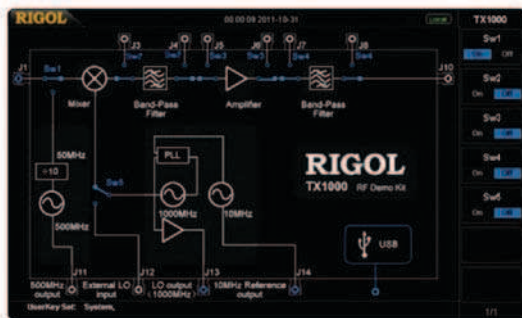 RIGOL
00:00:09 2011-10-31
Local
TX1000
Sw1
On Off
Sw2
On Off
Sw3
On Off
Sw4
On Off
Sw5
On Off
J3 J4 J5 J6 J7 J8
Sw2 Sw2 Sw3 Sw3 Sw4 Sw4
J1 Sw1
J10
Mixer
Band-Pass Filter
Amplifier
Band-Pass Filter
50MHz
÷10
500MHz
Sw5
PLL
1000MHz
10MHz
RIGOL
TX1000 RF Demo Kit
USB
J11 J12 J13 J14
500MHz output
External LO input
LO output (1000MHz)
10MHz Reference output
UserKey Set: System,
1/1